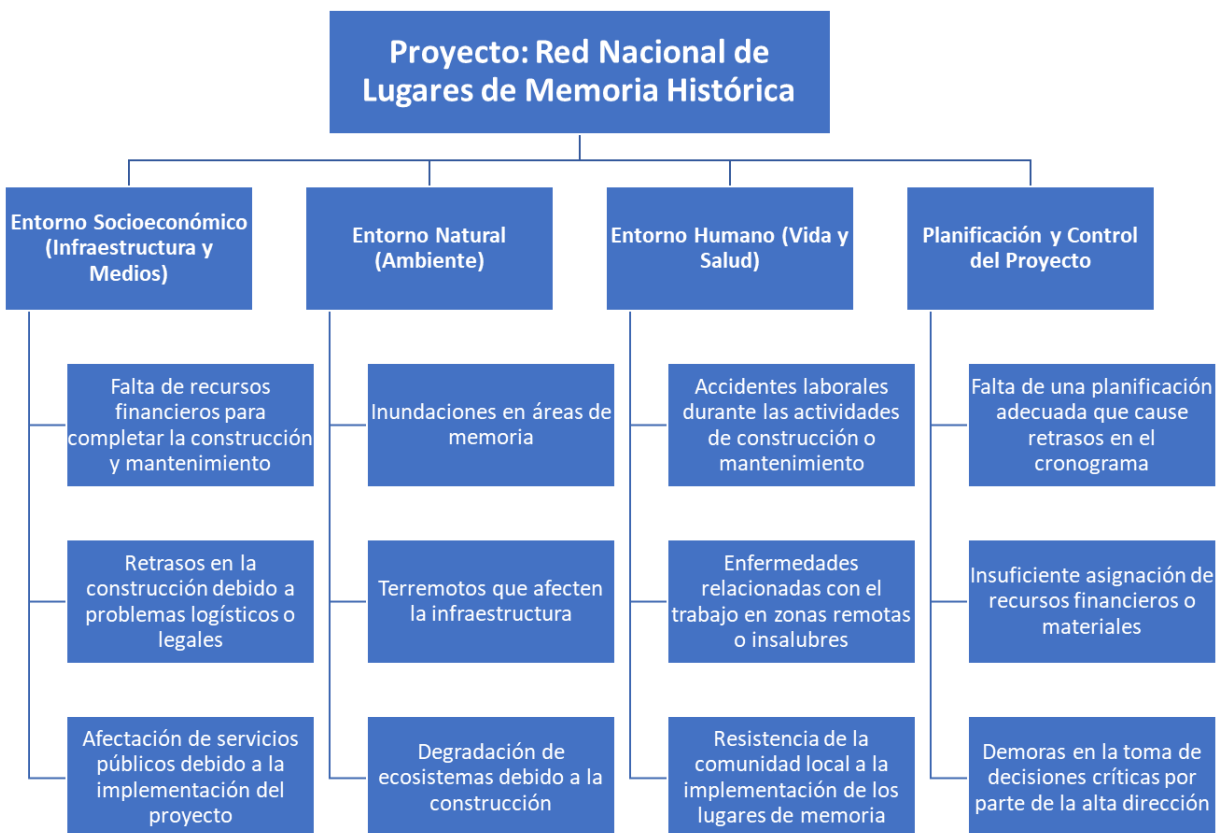 Proyecto: Red Nacional de
Lugares de Memoria Histórica
Entorno Socioeconómico
(Infraestructura y
Medios)
Falta de recursos
financieros para
completar la construcción
y mantenimiento
Retrasos en la
construcción debido a
problemas logísticos o
legales
Afectación de servicios
públicos debido a la
implementación del
proyecto
Entorno Natural
(Ambiente)
Inundaciones en áreas de
memoria
Terremotos que afecten
la infraestructura
Degradación de
ecosistemas debido a la
construcción
Entorno Humano (Vida y
Salud)
Accidentes laborales
durante las actividades
de construcción o
mantenimiento
Enfermedades
relacionadas con el
trabajo en zonas remotas
o insalubres
Resistencia de la
comunidad local a la
implementación de los
lugares de memoria
Planificación y Control
del Proyecto
Falta de una planificación
adecuada que cause
retrasos en el
cronograma
Insuficiente asignación de
recursos financieros o
materiales
Demoras en la toma de
decisiones críticas por
parte de la alta dirección